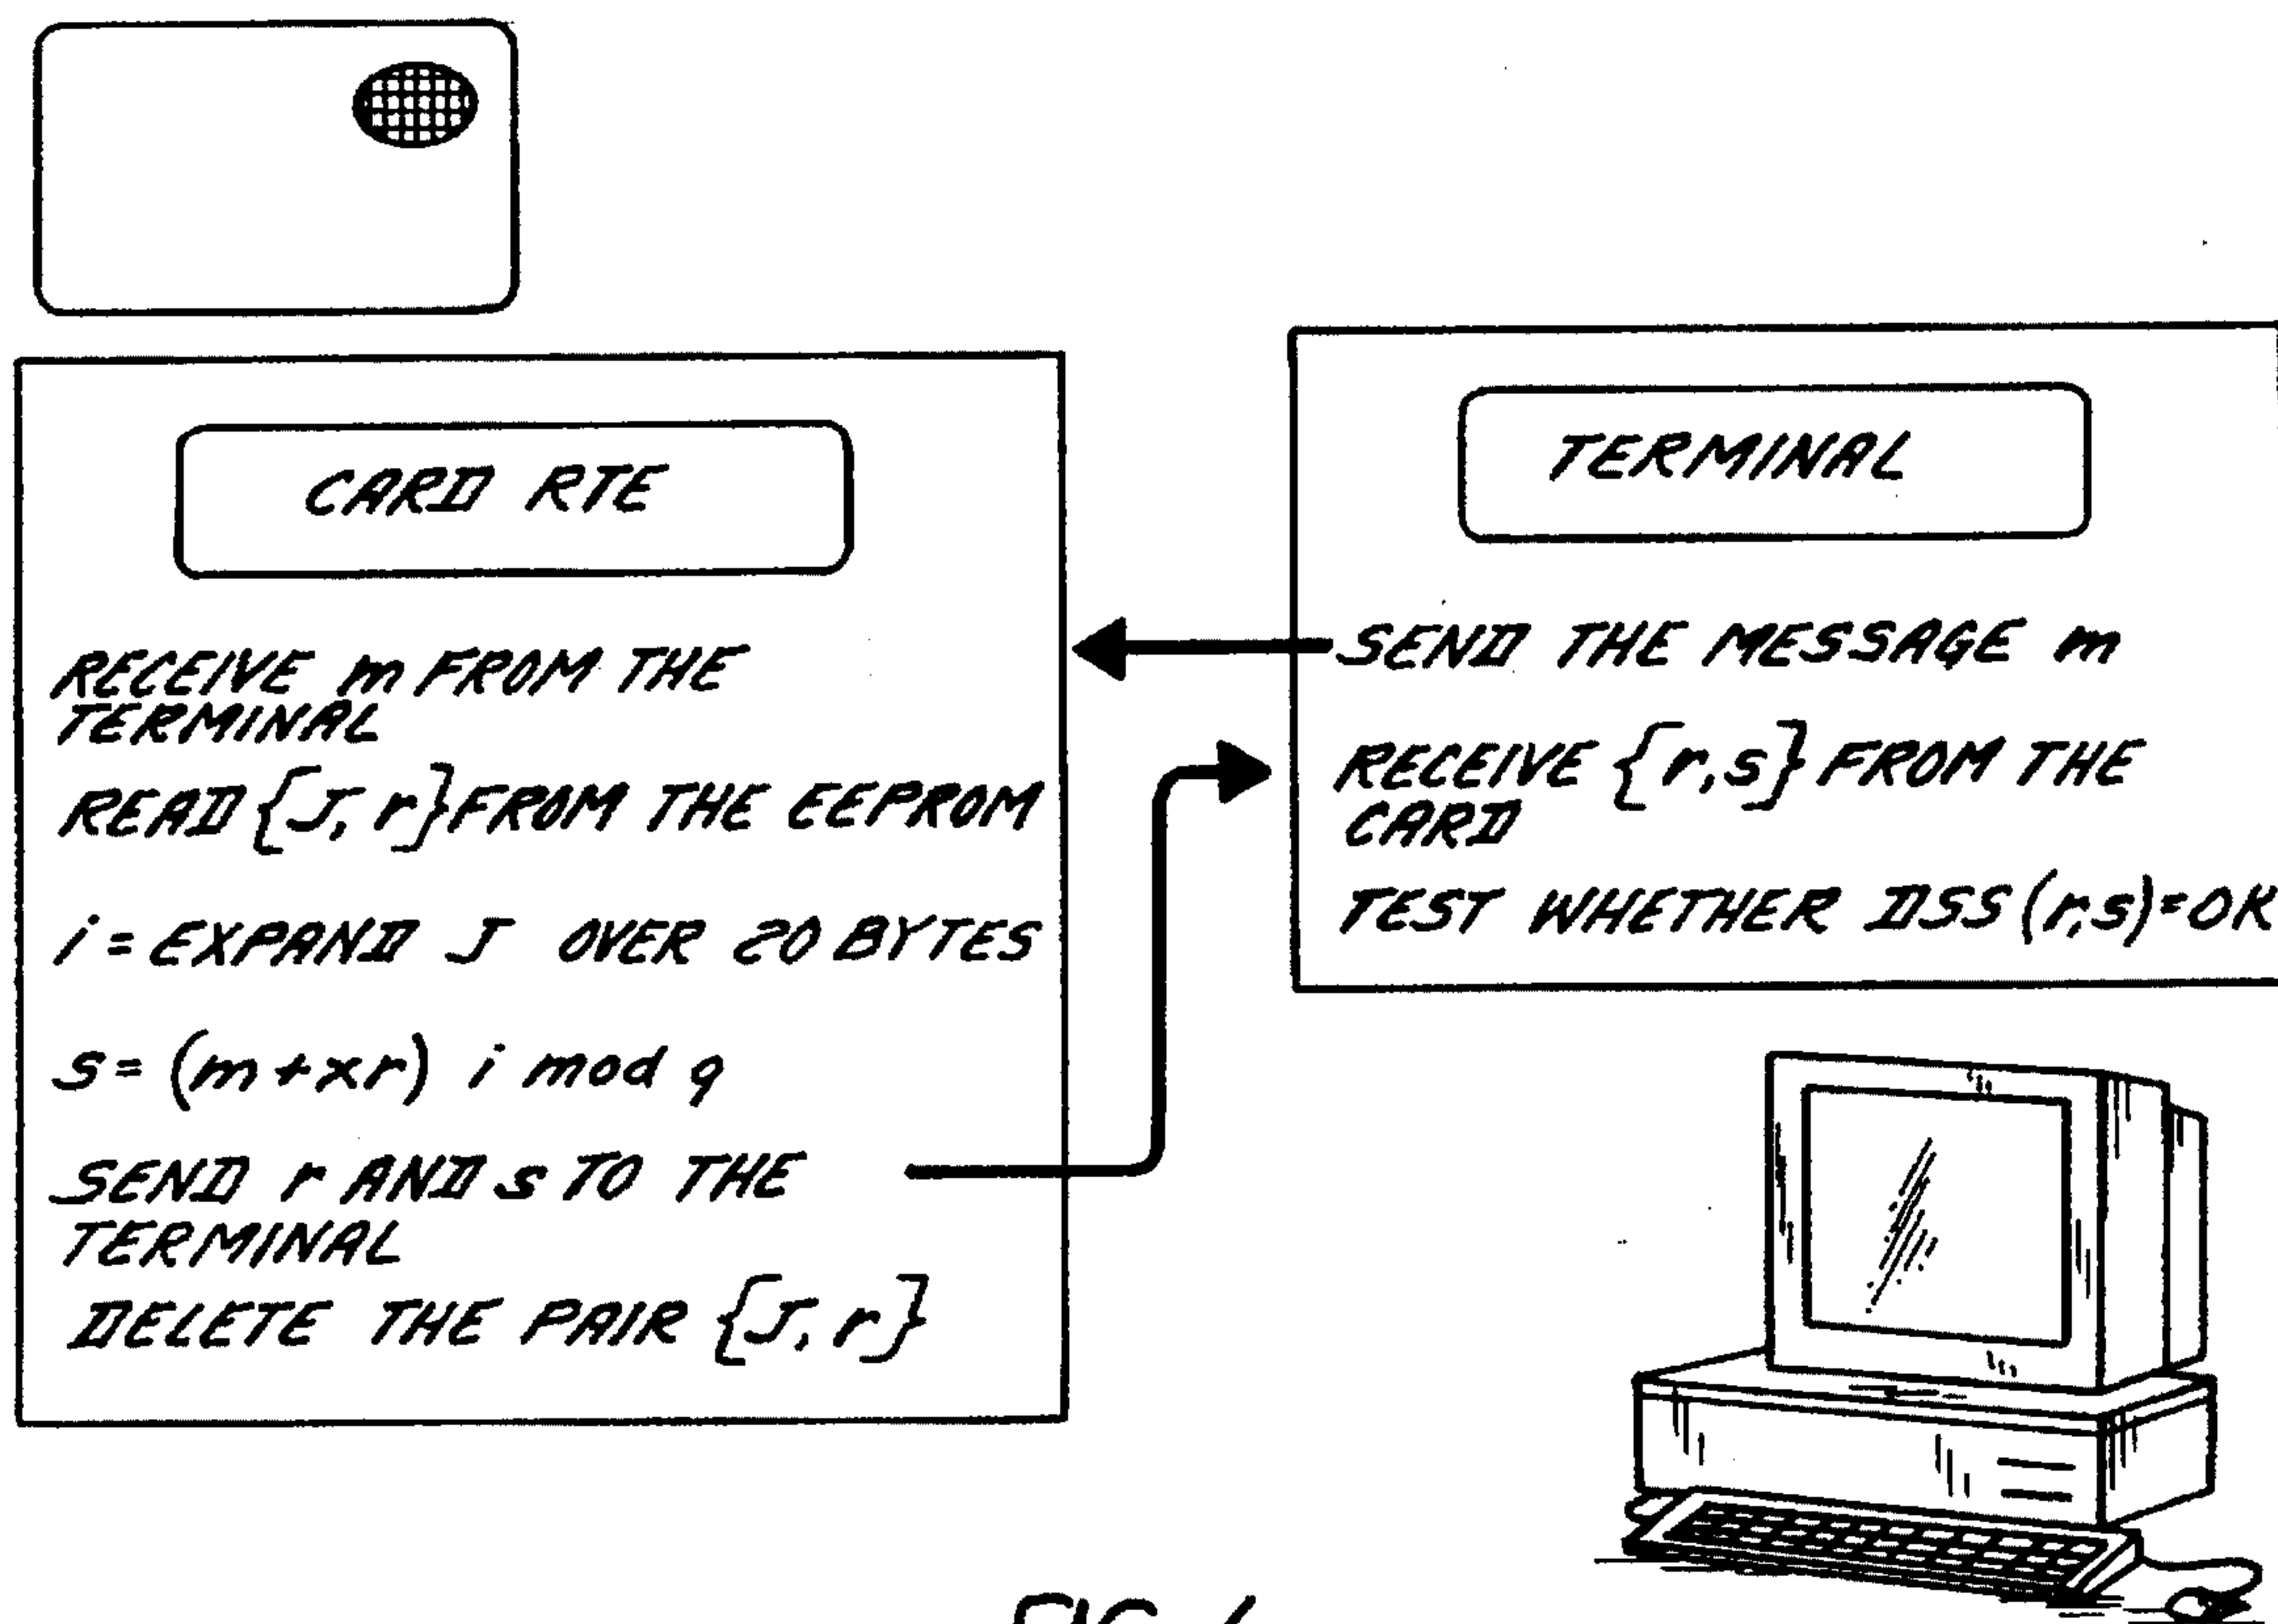 CARD RTE
RECEIVE m FROM THE
TERMINAL
READ {J, r} FROM THE EEPROM
i = EXPAND J OVER 20 BYTES
s = (m + xr) i mod q
SEND r AND s TO THE
TERMINAL
DELETE THE PAIR {J, r}
TERMINAL
SEND THE MESSAGE m
RECEIVE {r,s} FROM THE
CARD
TEST WHETHER DSS (r,s)=OK